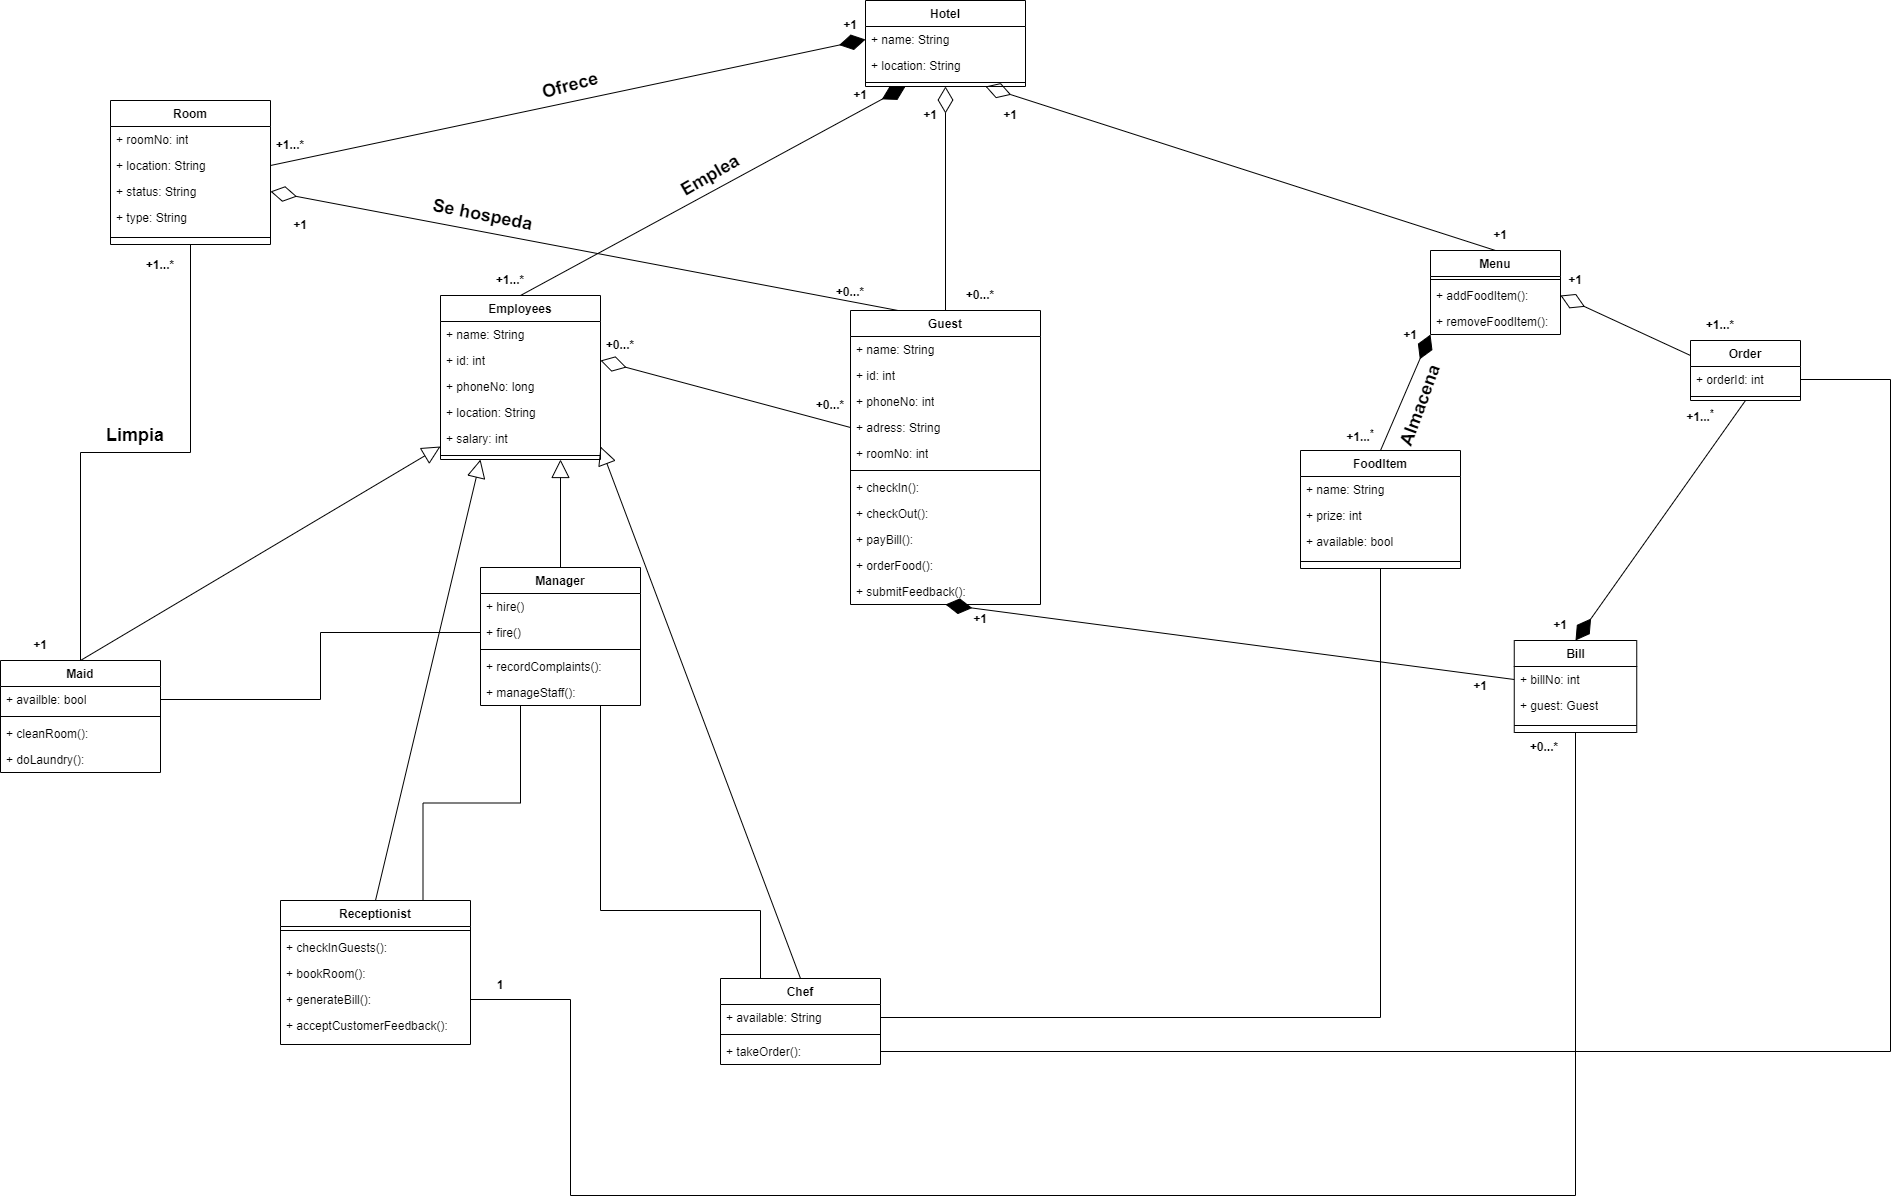 Hotel
+ name: String
+ location: String
+1
+1
+1
+1
Ofrece
Emplea
Se hospeda
Room
+ roomNo: int
+ location: String
+ status: String
+ type: String
+1...*
+1
+1...*
Limpia
+1...*
Employees
+ name: String
+ id: int
+ phoneNo: long
+ location: String
+ salary: int
+0...*
+0...*
+0...*
+0...*
Guest
+ name: String
+ id: int
+ phoneNo: int
+ adress: String
+ roomNo: int
+ checkIn():
+ checkOut():
+ payBill():
+ orderFood():
+ submitFeedback():
+1
+1
Menu
+ addFoodItem():
+ removeFoodItem():
+1
+1
+1...*
Order
+ orderId: int
+1...*
Almacena
+1...*
FoodItem
+ name: String
+ prize: int
+ available: bool
Manager
+ hire()
+ fire()
+ recordComplaints():
+ manageStaff():
+1
Maid
+ availble: bool
+ cleanRoom():
+ doLaundry():
+1
+1
Bill
+ billNo: int
+ guest: Guest
+0...*
Receptionist
+ checkInGuests():
+ bookRoom():
+ generateBill():
+ acceptCustomerFeedback():
1
Chef
+ available: String
+ takeOrder():